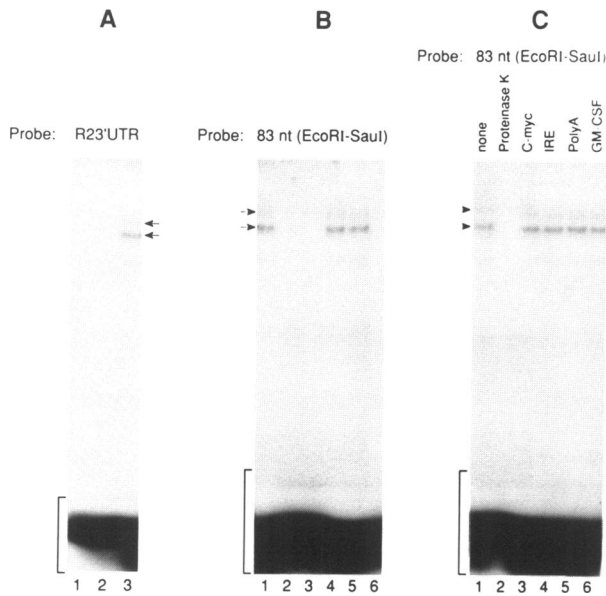 A
B
C
Probe: 83 nt (EcoRI-SauI)
none
Proteinase K
C-myc
IRE
PolyA
GM CSF
Probe: R23'UTR
Probe: 83 nt (EcoRI-SauI)
1 2 3
1 2 3 4 5 6
1 2 3 4 5 6